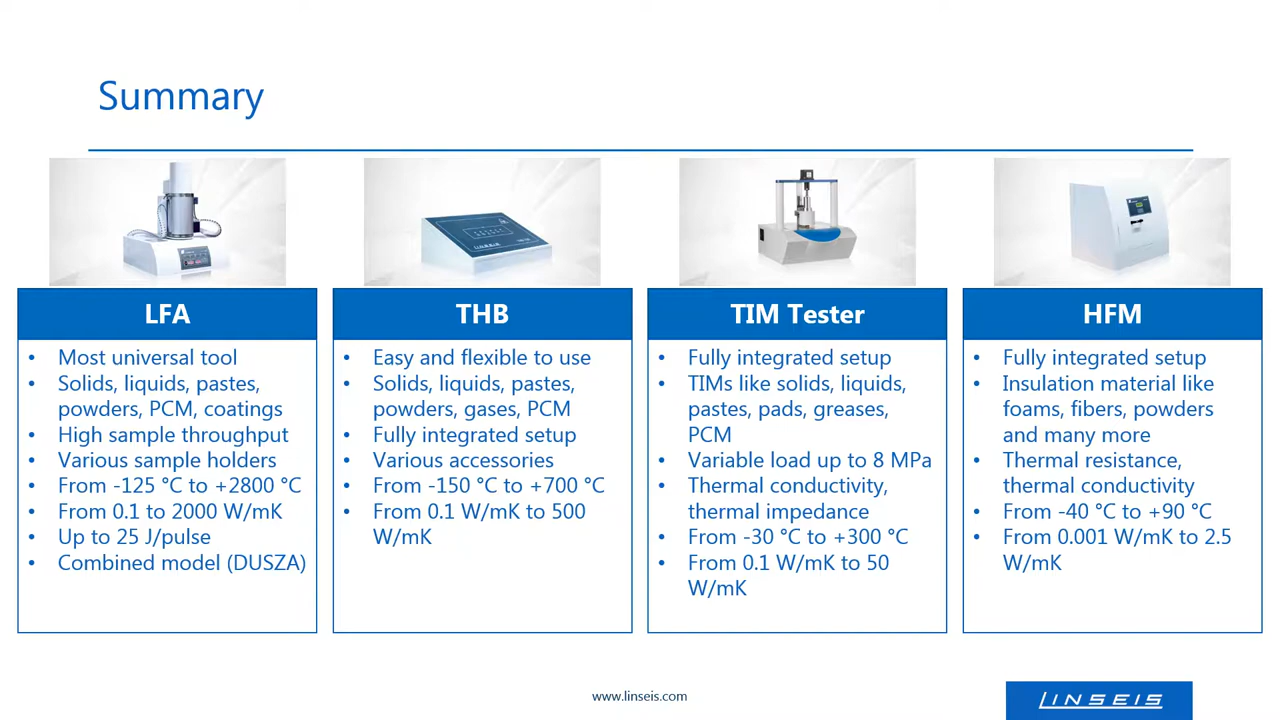 Summary
LFA
• Most universal tool
• Solids, liquids, pastes,
powders, PCM, coatings
• High sample throughput
• Various sample holders
• From -125 °C to +2800 °C
• From 0.1 to 2000 W/mK
• Up to 25 J/pulse
• Combined model (DUSZA)
THB
• Easy and flexible to use
• Solids, liquids, pastes,
powders, gases, PCM
• Fully integrated setup
• Various accessories
• From -150 °C to +700 °C
• From 0.1 W/mK to 500
W/mK
TIM Tester
• Fully integrated setup
• TIMs like solids, liquids,
pastes, pads, greases,
PCM
• Variable load up to 8 MPa
• Thermal conductivity,
thermal impedance
• From -30 °C to +300 °C
• From 0.1 W/mK to 50
W/mK
HFM
• Fully integrated setup
• Insulation material like
foams, fibers, powders
and many more
• Thermal resistance,
thermal conductivity
• From -40 °C to +90 °C
• From 0.001 W/mK to 2.5
W/mK
www.linseis.com
LINSEIS